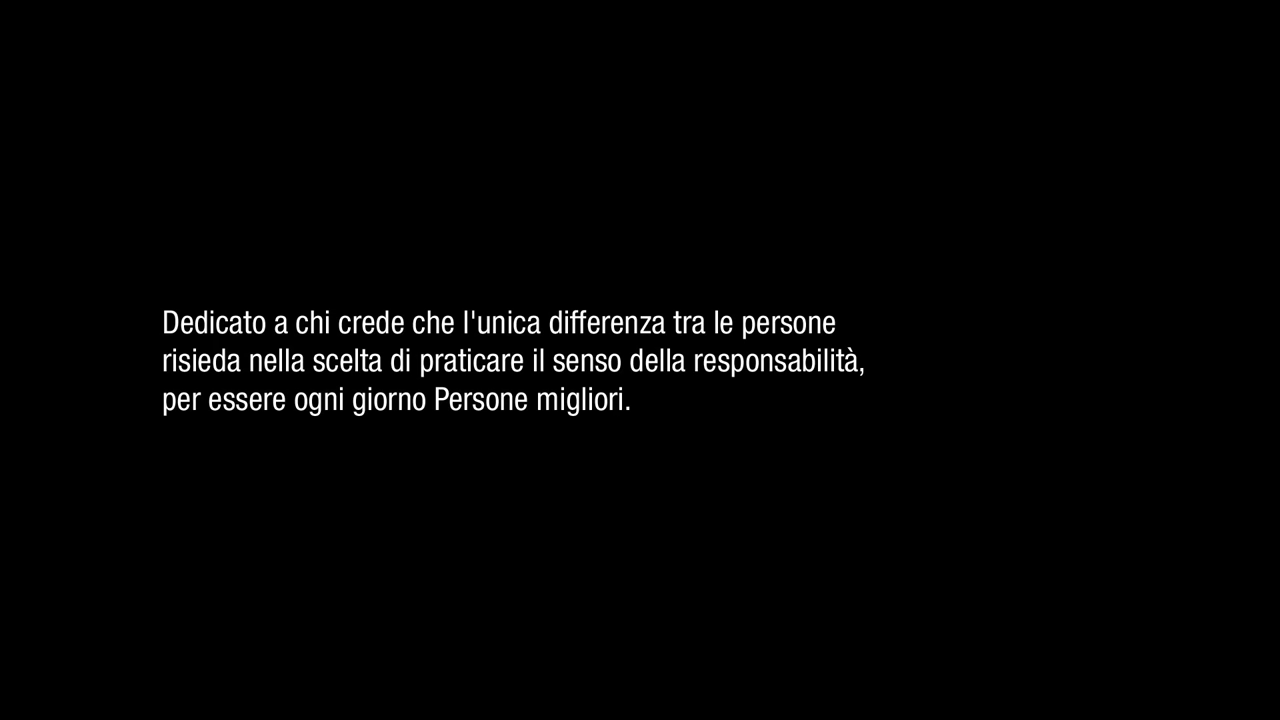 Dedicato a chi crede che l'unica differenza tra le persone
risieda nella scelta di praticare il senso della responsabilità,
per essere ogni giorno Persone migliori.